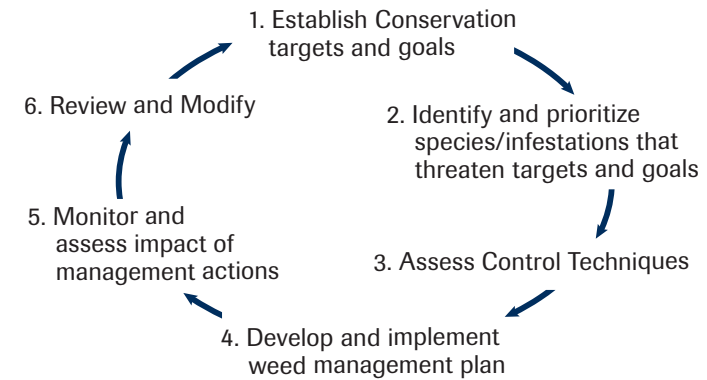 1. Establish Conservation
targets and goals
2. Identify and prioritize
species/infestations that
threaten targets and goals
3. Assess Control Techniques
4. Develop and implement
weed management plan
5. Monitor and
assess impact of
management actions
6. Review and Modify